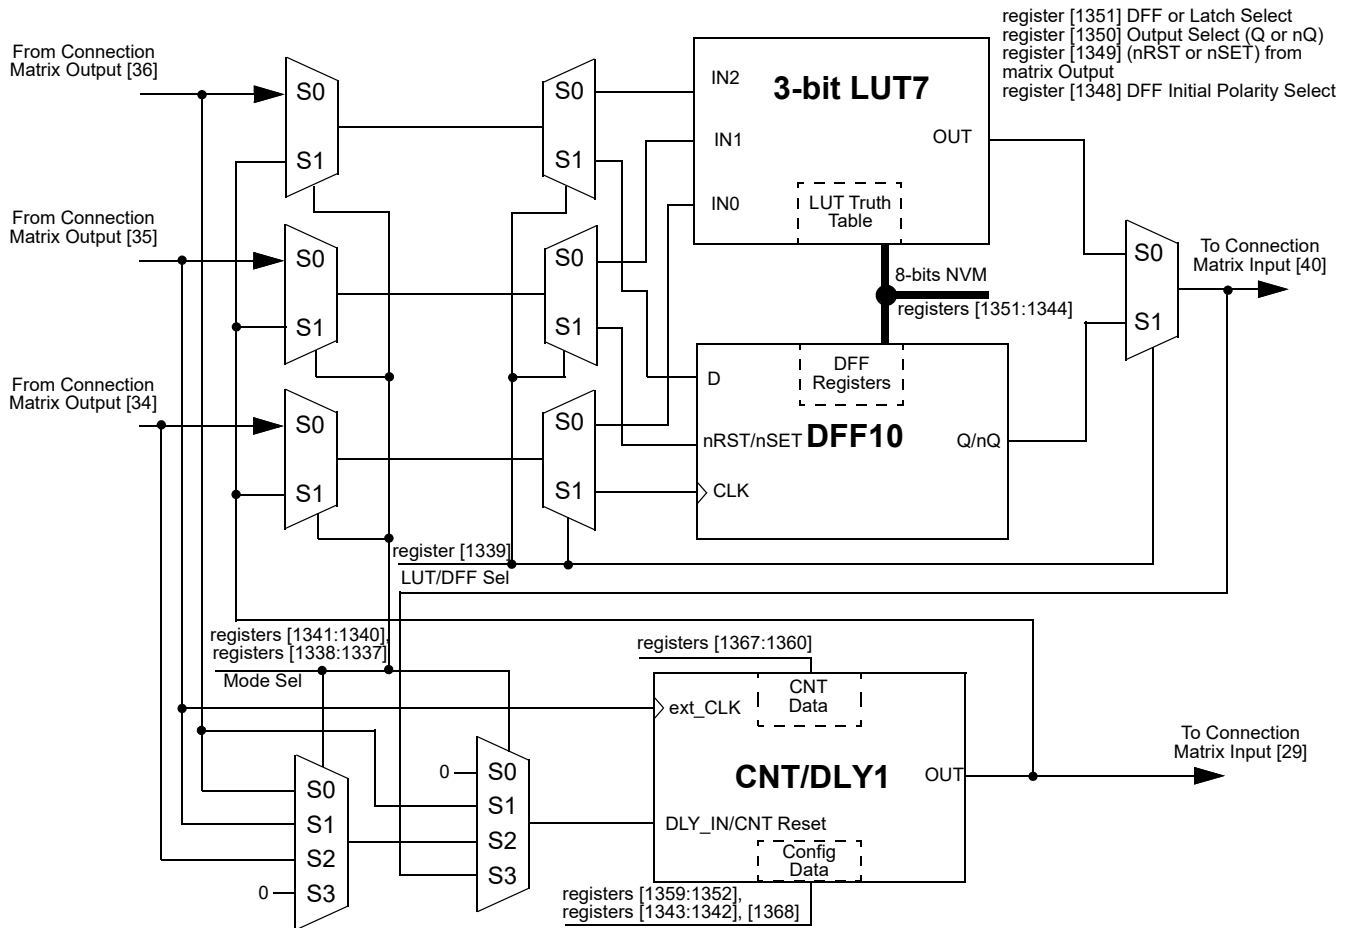 register [1351] DFF or Latch Select
register [1350] Output Select (Q or nQ)
register [1349] (nRST or nSET) from
matrix Output
register [1348] DFF Initial Polarity Select
From Connection
Matrix Output [36]
S0
S1
S0
S1
IN2
IN1
IN0
3-bit LUT7
OUT
LUT Truth
Table
From Connection
Matrix Output [35]
S0
S1
S0
S1
8-bits NVM
registers [1351:1344]
S0
S1
To Connection
Matrix Input [40]
From Connection
Matrix Output [34]
S0
S1
S0
S1
D
nRST/nSET
CLK
DFF
Registers
DFF10
Q/nQ
register [1339]
LUT/DFF Sel
registers [1341:1340],
registers [1338:1337]
Mode Sel
registers [1367:1360]
ext_CLK
CNT
Data
CNT/DLY1
OUT
DLY_IN/CNT Reset
Config
Data
To Connection
Matrix Input [29]
S0
S1
S2
S3
0
0
S0
S1
S2
S3
registers [1359:1352],
registers [1343:1342], [1368]